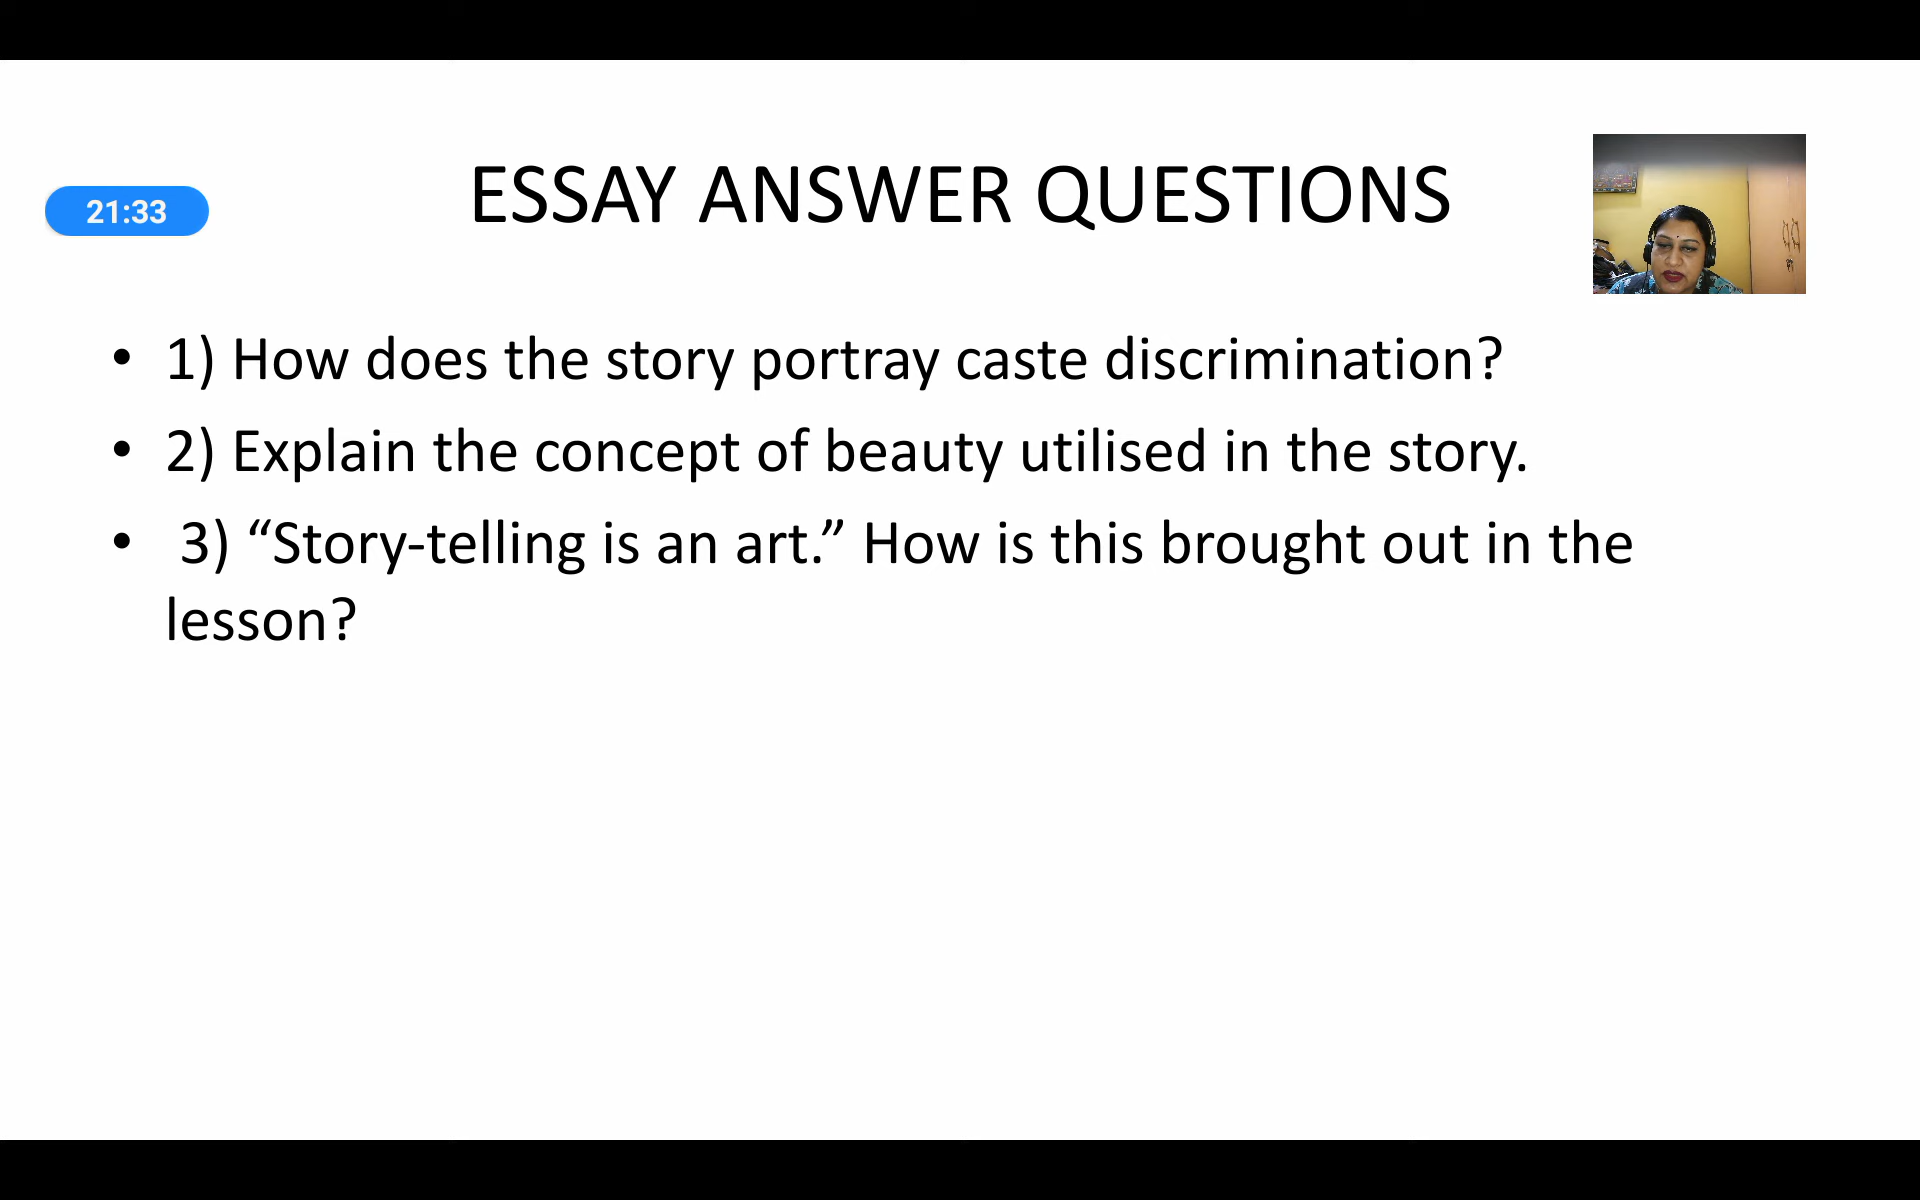 ESSAY ANSWER QUESTIONS
21:33
• 1) How does the story portray caste discrimination?
• 2) Explain the concept of beauty utilised in the story.
• 3) “Story-telling is an art.” How is this brought out in the
lesson?